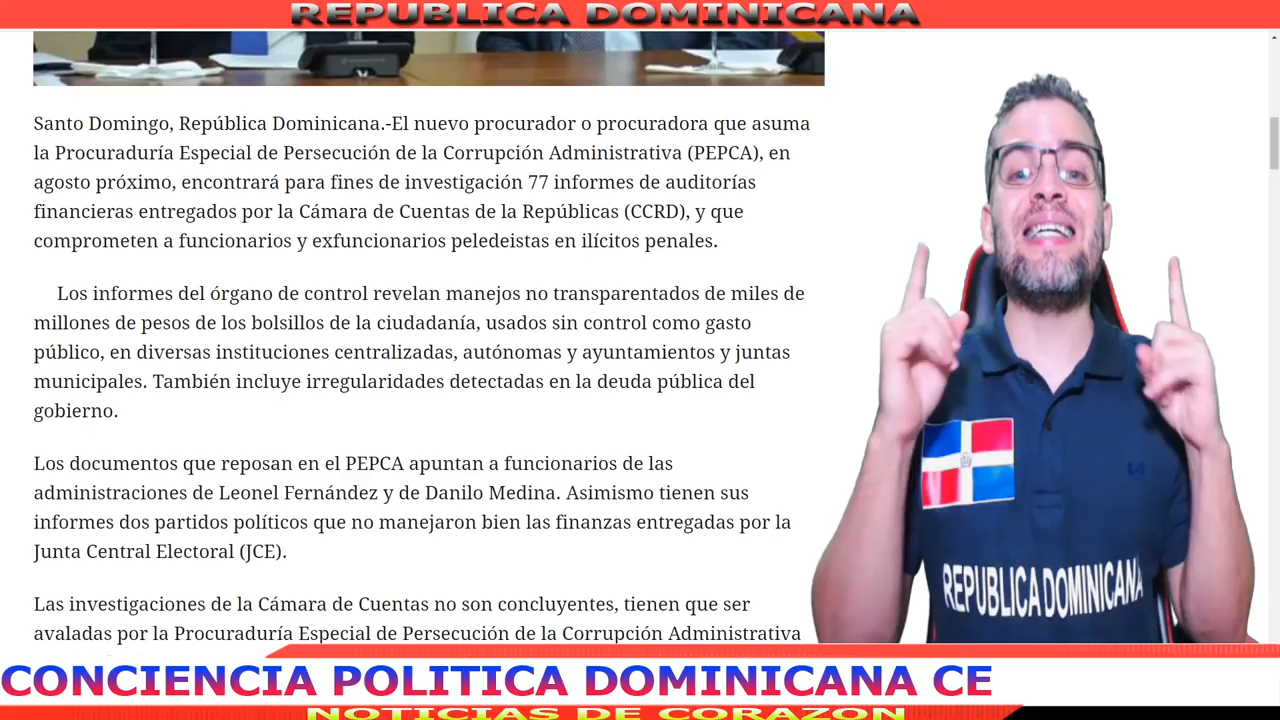 REPUBLICA DOMINICANA
Santo Domingo, República Dominicana.-El nuevo procurador o procuradora que asuma
la Procuraduría Especial de Persecución de la Corrupción Administrativa (PEPCA), en
agosto próximo, encontrará para fines de investigación 77 informes de auditorías
financieras entregados por la Cámara de Cuentas de la Repúblicas (CCRD), y que
comprometen a funcionarios y exfuncionarios peledeistas en ilícitos penales.
Los informes del órgano de control revelan manejos no transparentados de miles de
millones de pesos de los bolsillos de la ciudadanía, usados sin control como gasto
público, en diversas instituciones centralizadas, autónomas y ayuntamientos y juntas
municipales. También incluye irregularidades detectadas en la deuda pública del
gobierno.
Los documentos que reposan en el PEPCA apuntan a funcionarios de las
administraciones de Leonel Fernández y de Danilo Medina. Asimismo tienen sus
informes dos partidos políticos que no manejaron bien las finanzas entregadas por la
Junta Central Electoral (JCE).
Las investigaciones de la Cámara de Cuentas no son concluyentes, tienen que ser
avaladas por la Procuraduría Especial de Persecución de la Corrupción Administrativa
REPUBLICA DOMINICANA
CONCIENCIA POLITICA DOMINICANA CE
NOTICIAS DE CORAZON